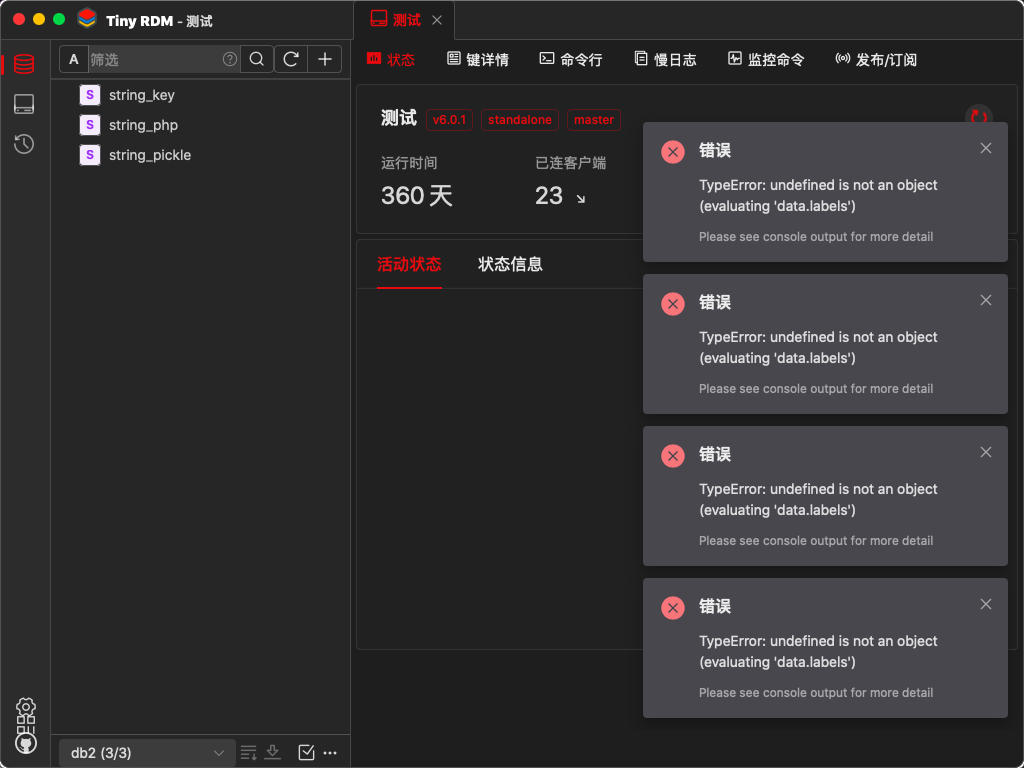 Tiny RDM - 测试
测试
A
筛选
状态
键详情
命令行
慢日志
监控命令
发布/订阅
S string_key
S string_php
S string_pickle
测试 v6.0.1 standalone master
运行时间
已连客户端
360 天
23
活动状态
状态信息
错误
TypeError: undefined is not an object
(evaluating 'data.labels')
Please see console output for more detail
错误
TypeError: undefined is not an object
(evaluating 'data.labels')
Please see console output for more detail
错误
TypeError: undefined is not an object
(evaluating 'data.labels')
Please see console output for more detail
错误
TypeError: undefined is not an object
(evaluating 'data.labels')
Please see console output for more detail
db2 (3/3)